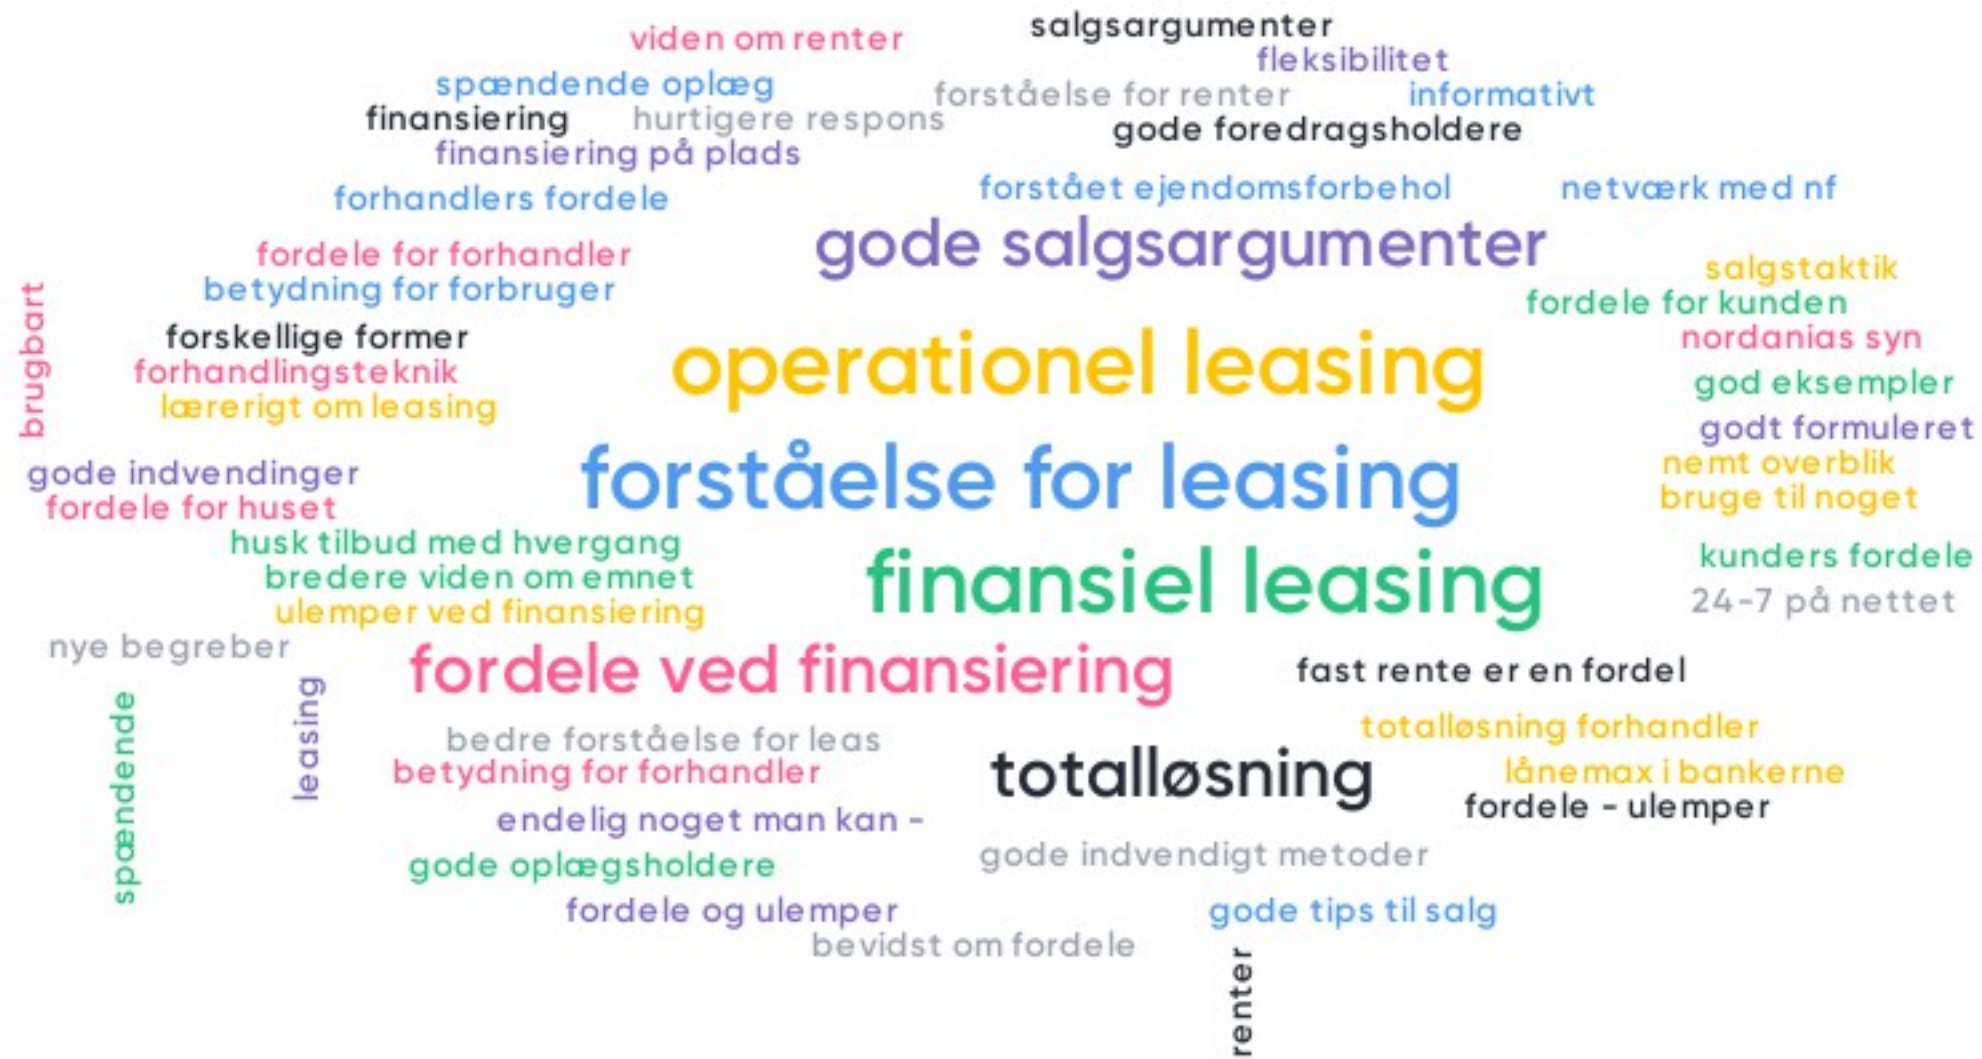 salgsargumenter
viden om renter
fleksibilitet
spændende oplæg
forståelse for renter
informativt
finansiering
hurtigere respons
gode foredragsholdere
finansiering på plads
forhandlers fordele
forstået ejendomsforbehol
netværk med nf
gode salgsargumenter
fordele for forhandler
salgstaktik
betydning for forbruger
fordele for kunden
brugbart
forskellige former
nordanias syn
operationel leasing
forhandlingsteknik
god eksempler
lærerigt om leasing
godt formuleret
gode indvendinger
nemt overblik
forståelse for leasing
fordele for huset
bruge til noget
husk tilbud med hvergang
kunders fordele
bredere viden om emnet
finansiel leasing
24-7 på nettet
ulemper ved finansiering
nye begreber
fordele ved finansiering
fast rente er en fordel
spændende
leasing
bedre forståelse for leas
totalløsning forhandler
betydning for forhandler
totalløsning
lånemax i bankerne
fordele - ulemper
endelig noget man kan -
gode indvendigt metoder
gode oplægsholdere
fordele og ulemper
gode tips til salg
bevidst om fordele
renter